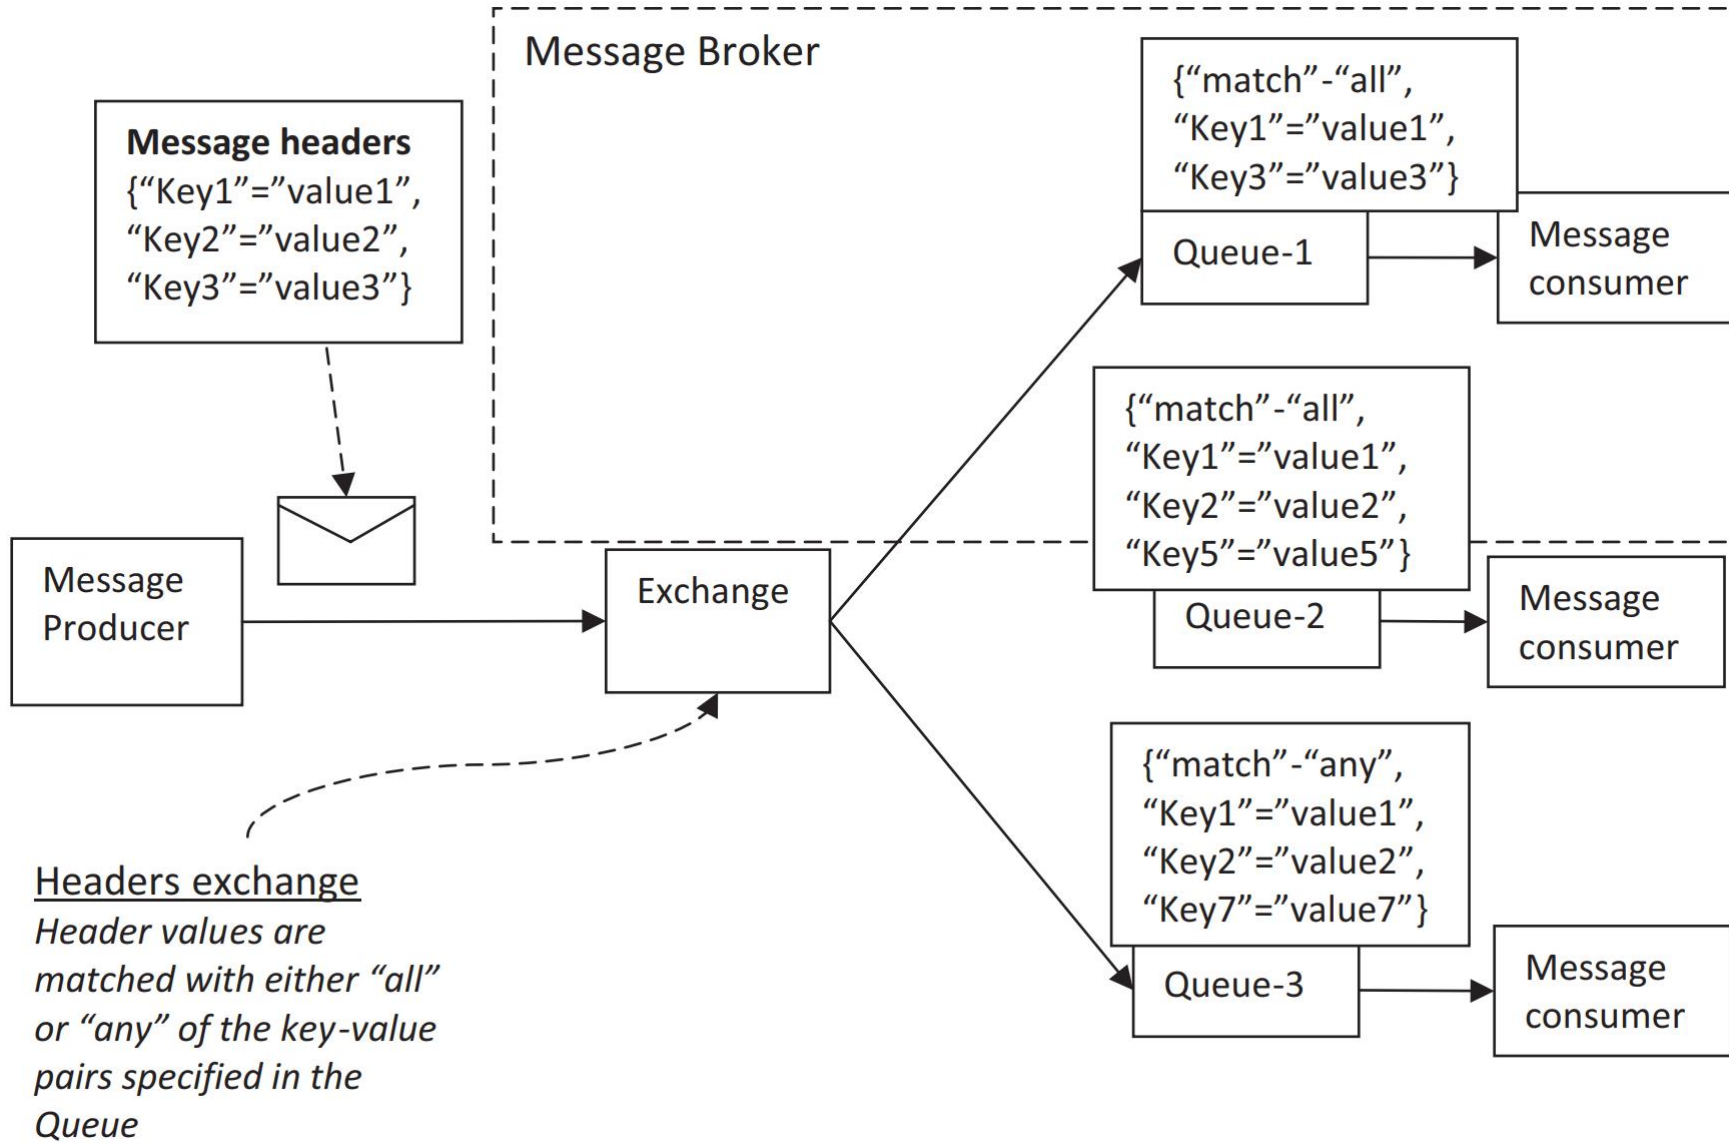 Message Broker
Message headers
{“Key1”=”value1”,
“Key2”=”value2”,
“Key3”=”value3”}
{“match”-“all”,
“Key1”=”value1”,
“Key3”=”value3”}
Queue-1
Message
consumer
{“match”-“all”,
“Key1”=”value1”,
“Key2”=”value2”,
“Key5”=”value5”}
Message
Producer
Exchange
Queue-2
Message
consumer
{“match”-“any”,
“Key1”=”value1”,
“Key2”=”value2”,
“Key7”=”value7”}
Queue-3
Message
consumer
Headers exchange
Header values are
matched with either “all”
or “any” of the key-value
pairs specified in the
Queue